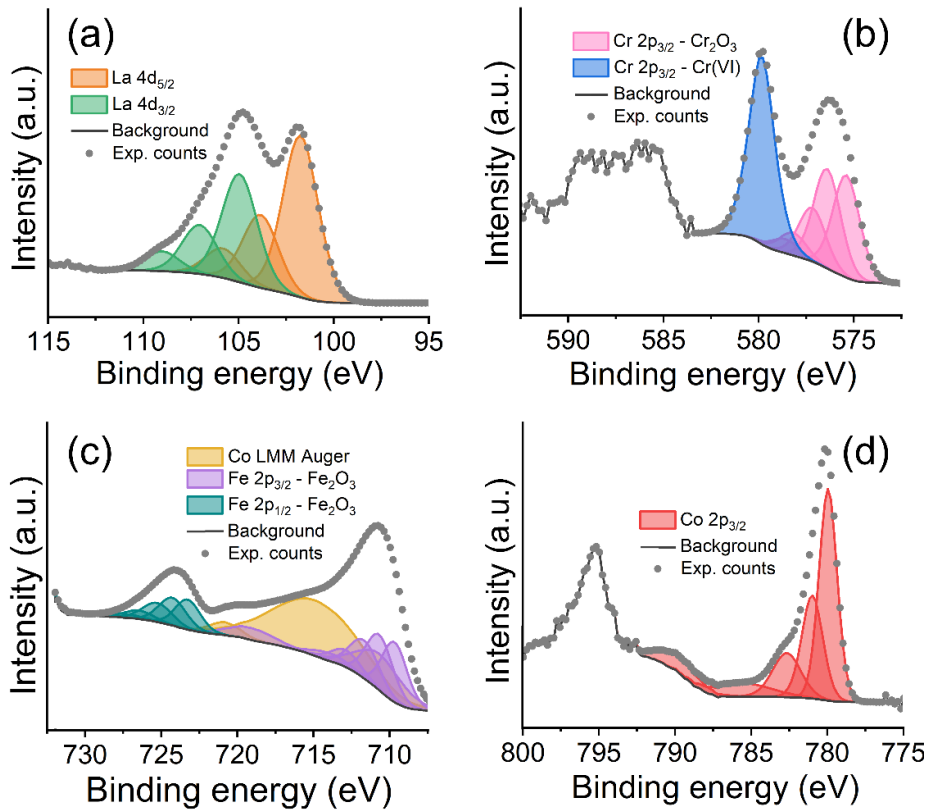 (a)
La 4d₅/₂
La 4d₃/₂
Background
Exp. counts
Intensity (a.u.)
115 110 105 100 95
Binding energy (eV)
(b)
Cr 2p₃/₂ - Cr₂O₃
Cr 2p₃/₂ - Cr(VI)
Background
Exp. counts
Intensity (a.u.)
590 585 580 575
Binding energy (eV)
(c)
Co LMM Auger
Fe 2p₃/₂ - Fe₂O₃
Fe 2p₁/₂ - Fe₂O₃
Background
Exp. counts
Intensity (a.u.)
730 725 720 715 710
Binding energy (eV)
(d)
Co 2p₃/₂
Background
Exp. counts
Intensity (a.u.)
800 795 790 785 780 775
Binding energy (eV)